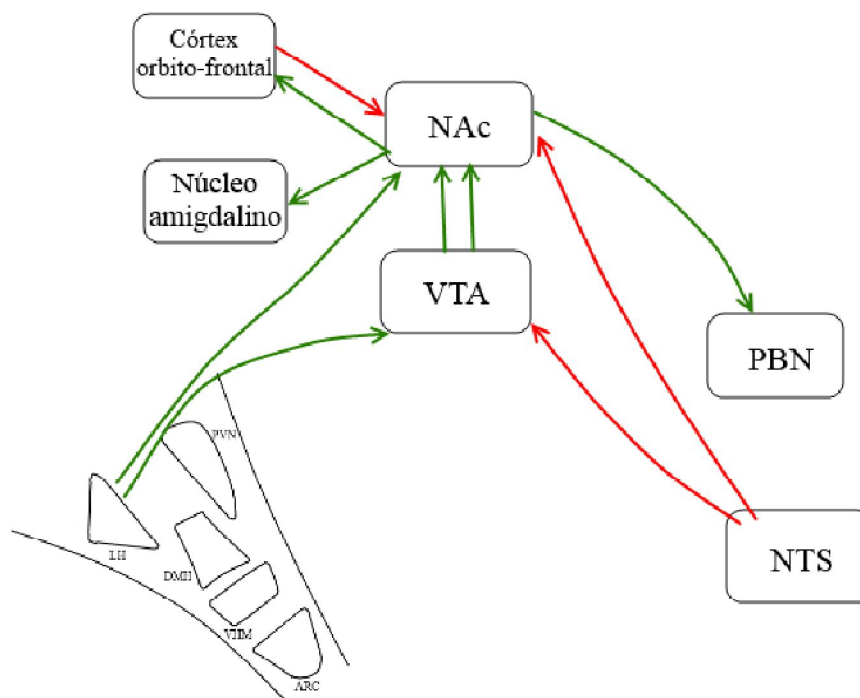 Córtex
orbito-frontal
NAc
Núcleo
amigdalino
VTA
PBN
PVN
LH
DMH
VHM
ARC
NTS